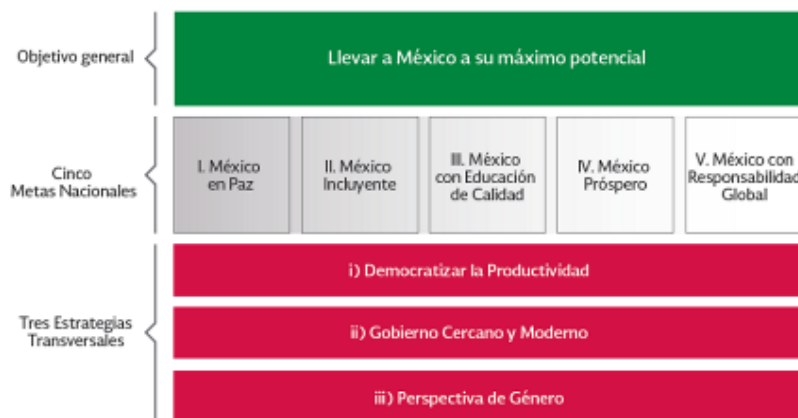 Objetivo general
Llevar a México a su máximo potencial
Cinco
Metas Nacionales
I. México
en Paz
II. México
Incluyente
III. México
con Educación
de Calidad
IV. México
Próspero
V. México con
Responsabilidad
Global
Tres Estrategias
Transversales
i) Democratizar la Productividad
ii) Gobierno Cercano y Moderno
iii) Perspectiva de Género